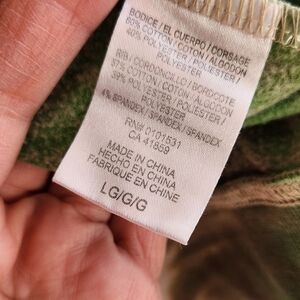 BODICE / EL CUERPO / CORSAGE
60% COTTON / COTON / ALGODON
40% POLYESTER / POLIESTER /
POLYESTER
RIB / CORDONCILLO / BORDCOTE
57% COTTON / COTON / ALGODON
39% POLYESTER / POLIESTER /
POLYESTER
4% SPANDEX / SPANDEX / SPANDEX
RN# 0101531
CA 41859
MADE IN CHINA
HECHO EN CHINA
FABRIQUE EN CHINE
LG/G/G